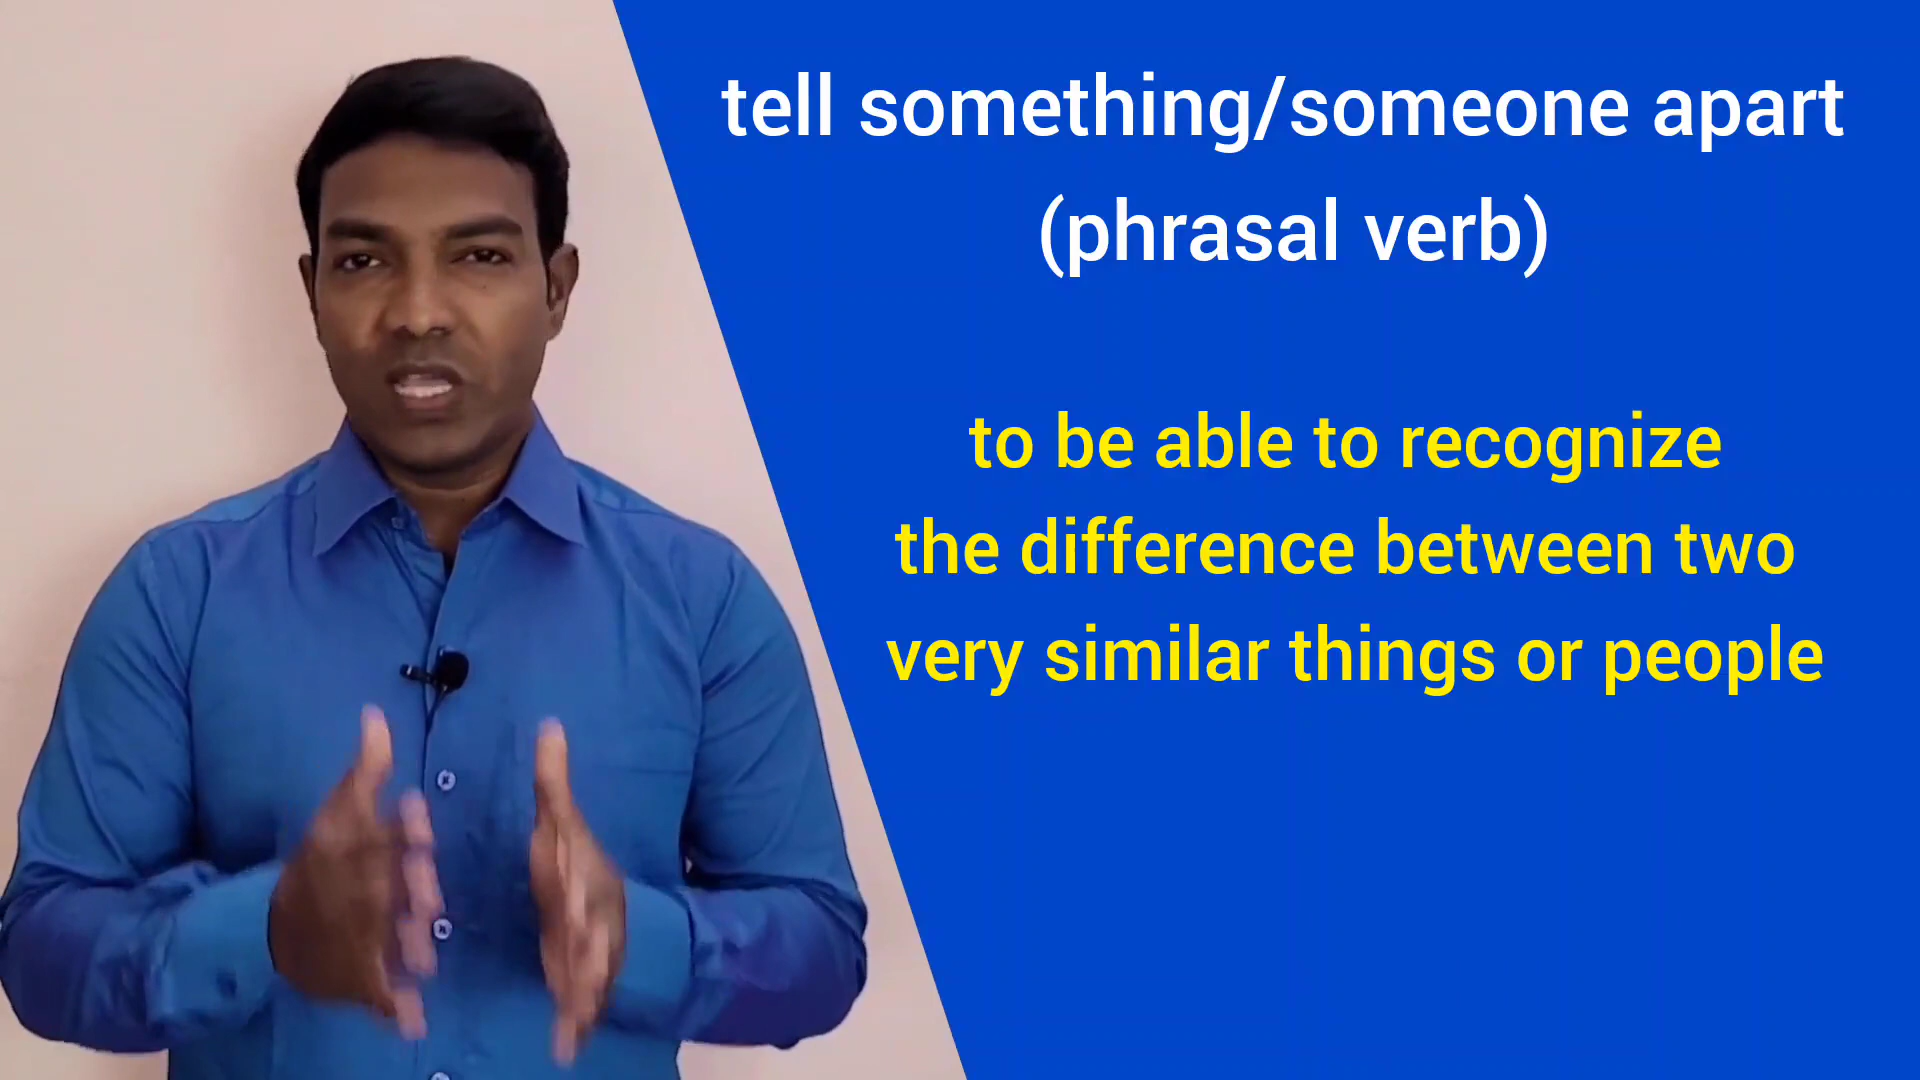 tell something/someone apart
(phrasal verb)
to be able to recognize
the difference between two
very similar things or people